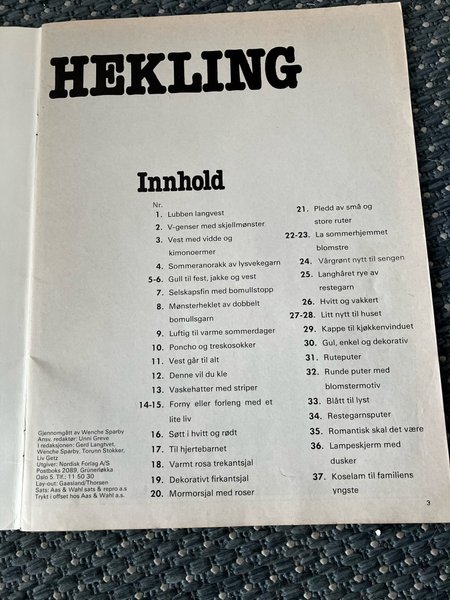 HEKLING
Innhold
Nr.
1. Lubben langvest
2. V-genser med skjellmønster
3. Vest med vidde og
kimonoermer
4. Sommeranorakk av lysvekegarn
5-6. Gull til fest, jakke og vest
7. Selskapsfin med bomullstopp
8. Mønsterheklet av dobbelt
bomullsgarn
9. Luftig til varme sommerdager
10. Poncho og treskosokker
11. Vest går til alt
12. Denne vil du kle
13. Vaskehatter med striper
14-15. Forny eller forleng med et
lite liv
16. Søtt i hvitt og rødt
17. Til hjertebarnet
18. Varmt rosa trekantsjal
19. Dekorativt firkantsjal
20. Mormorsjal med roser
21. Pledd av små og
store ruter
22-23. La sommerhjemmet
blomstre
24. Vårgrønt nytt til sengen
25. Langhåret rye av
restegarn
26. Hvitt og vakkert
27-28. Litt nytt til huset
29. Kappe til kjøkkenvinduet
30. Gul, enkel og dekorativ
31. Ruteputer
32. Runde puter med
blomstermotiv
33. Blått til lyst
34. Restegarnsputer
35. Romantisk skal det være
36. Lampeskjerm med
dusker
37. Koselam til familiens
yngste
Gjennomgått av Wenche Sparby
Ansv. redaktør: Unni Greve
I redaksjonen: Gerd Langtvet,
Wenche Sparby, Torunn Stokker,
Liv Getz
Utgiver: Nordisk Forlag A/S
Postboks 2089, Grünerløkka
Oslo 5. Tlf.: 11 50 30
Lay-out: Gaasland/Thorsen
Sats: Aas & Wahl sats & repro a.s
Trykt i offset hos Aas & Wahl a.s.
3